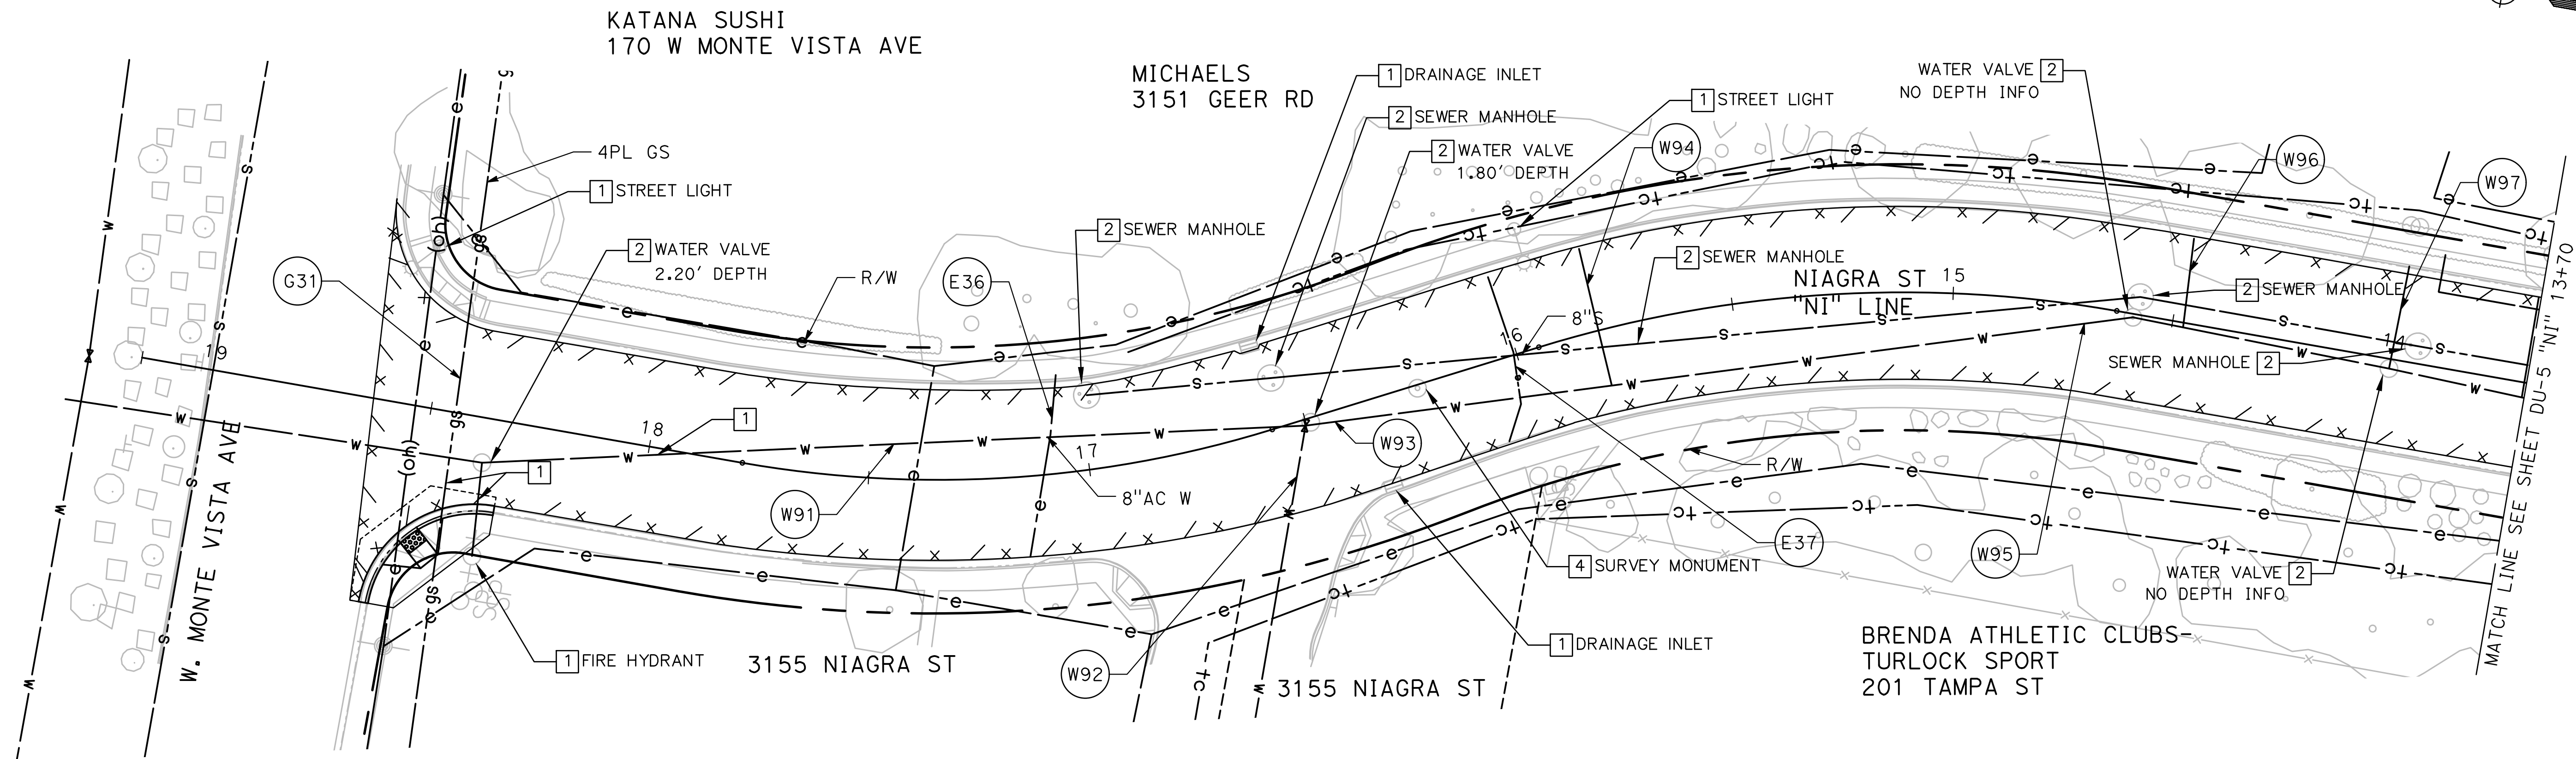 KATANA SUSHI
170 W MONTE VISTA AVE
MICHAELS
3151 GEER RD
1 DRAINAGE INLET
2 SEWER MANHOLE
2 WATER VALVE
1.80' DEPTH
1 STREET LIGHT
W94
WATER VALVE 2
NO DEPTH INFO
W96
W97
4PL GS
1 STREET LIGHT
2 WATER VALVE
2.20' DEPTH
G31
R/W
E36
2 SEWER MANHOLE
2 SEWER MANHOLE
NIAGRA ST
"NI" LINE
15
2 SEWER MANHOLE
14
SEWER MANHOLE 2
16
8"S
19
18
1
17
1
W93
W91
8"AC W
W92
R/W
E37
W95
4 SURVEY MONUMENT
WATER VALVE 2
NO DEPTH INFO
1 DRAINAGE INLET
1 FIRE HYDRANT
3155 NIAGRA ST
3155 NIAGRA ST
BRENDA ATHLETIC CLUBS-
TURLOCK SPORT
201 TAMPA ST
W. MONTE VISTA AVE
MATCH LINE SEE SHEET DU-5 "NI" 13+70
(oh)
(oh)
gs
gs
gs
e
w
s
tc